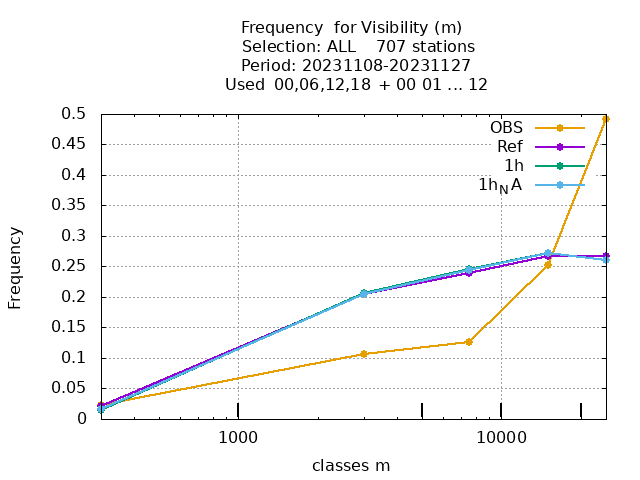 Frequency  for Visibility (m)
Selection: ALL    707 stations
Period: 20231108-20231127
Used  00,06,12,18  + 00 01 ... 12
0.5
0.45
0.4
0.35
0.3
0.25
0.2
0.15
0.1
0.05
0
Frequency
OBS
Ref
1h
1h_NA
1000
10000
classes m